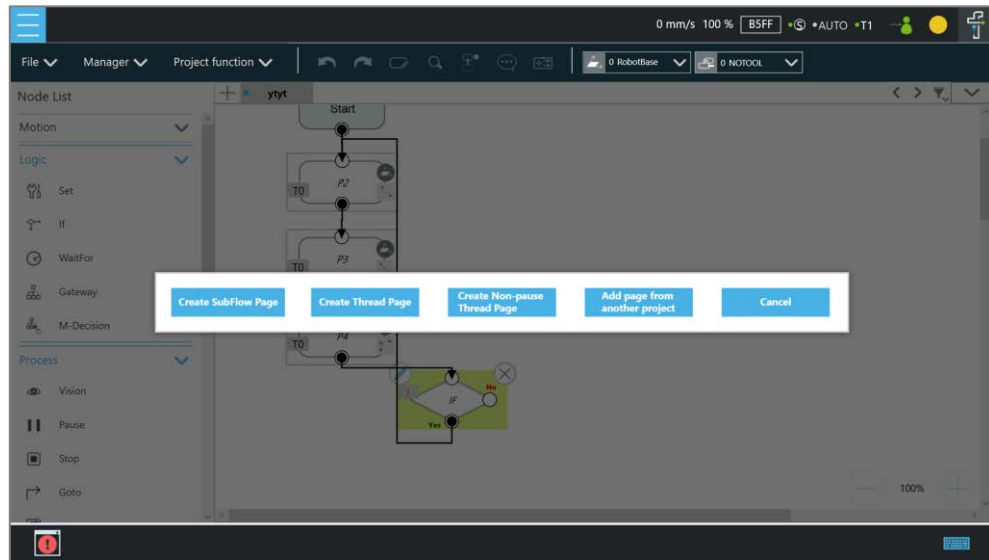 0 mm/s 100 % B5FF S AUTO T1
File Manager Project function 0 RobotBase 0 NOTOOL
Node List
ytyt
Start
Motion
Logic
Set
P2
T0
If
WaitFor
P3
T0
Gateway
Create SubFlow Page
Create Thread Page
Create Non-pause
Thread Page
Add page from
another project
Cancel
M-Decision
P4
T0
Process
Vision
No
IF
Yes
Pause
Stop
Goto
100%